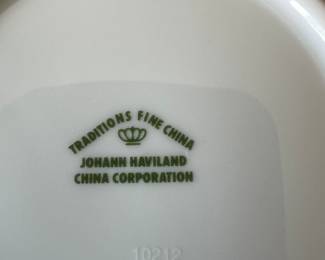 TRADITIONS FINE CHINA
JOHANN HAVILAND
CHINA CORPORATION
10212